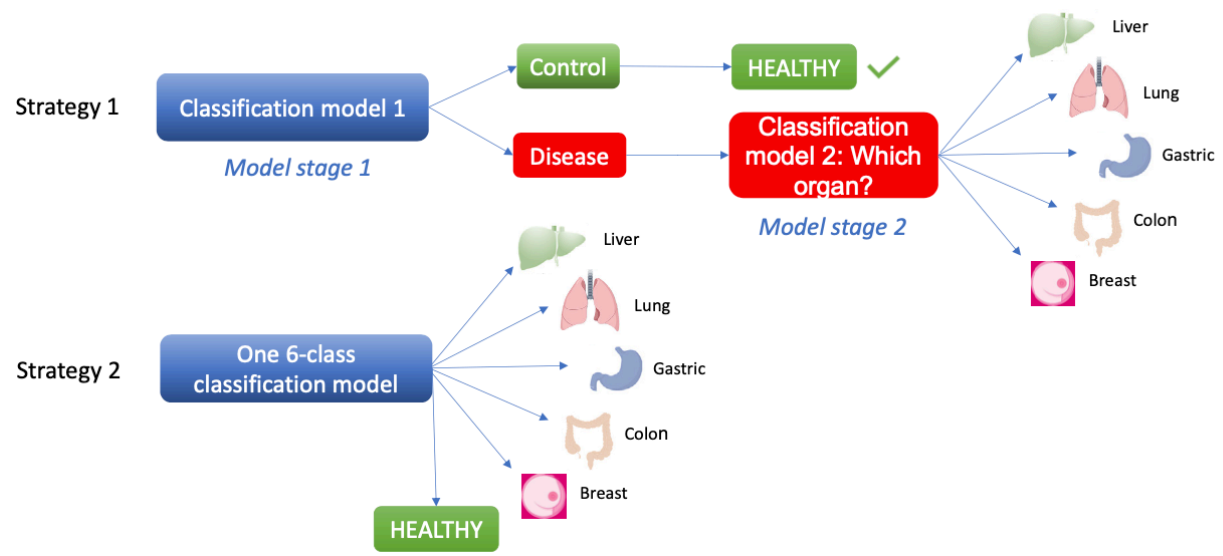 Strategy 1
Classification model 1
Model stage 1
Control
HEALTHY
Disease
Classification
model 2: Which
organ?
Model stage 2
Liver
Lung
Gastric
Colon
Breast
Strategy 2
One 6-class
classification model
Liver
Lung
Gastric
Colon
Breast
HEALTHY